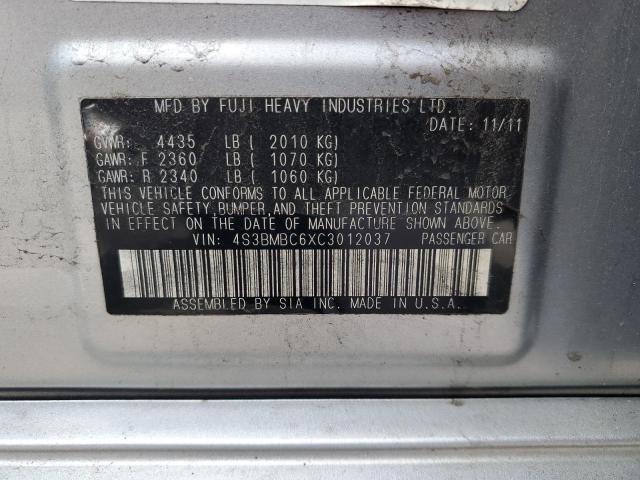 MFD BY FUJI HEAVY INDUSTRIES LTD.
DATE: 11/11
GVWR: 4435 LB ( 2010 KG)
GAWR: F 2360 LB ( 1070 KG)
GAWR: R 2340 LB ( 1060 KG)
THIS VEHICLE CONFORMS TO ALL APPLICABLE FEDERAL MOTOR
VEHICLE SAFETY, BUMPER, AND THEFT PREVENTION STANDARDS
IN EFFECT ON THE DATE OF MANUFACTURE SHOWN ABOVE.
VIN: 4S3BMBC6XC3012037 PASSENGER CAR
ASSEMBLED BY SIA INC. MADE IN U.S.A.